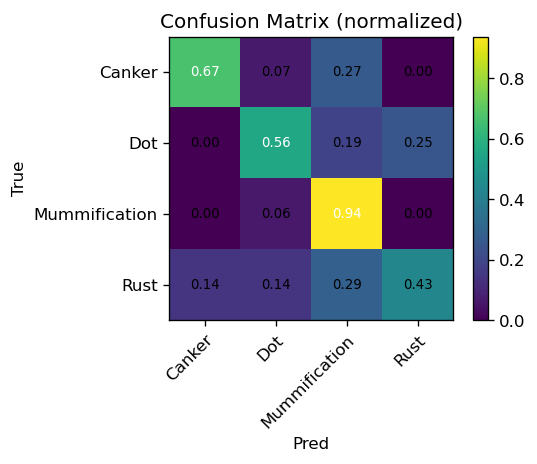 Confusion Matrix (normalized)
True
Canker 0.67 0.07 0.27 0.00
Dot 0.00 0.56 0.19 0.25
Mummification 0.00 0.06 0.94 0.00
Rust 0.14 0.14 0.29 0.43
Canker Dot Mummification Rust
Pred
0.8
0.6
0.4
0.2
0.0